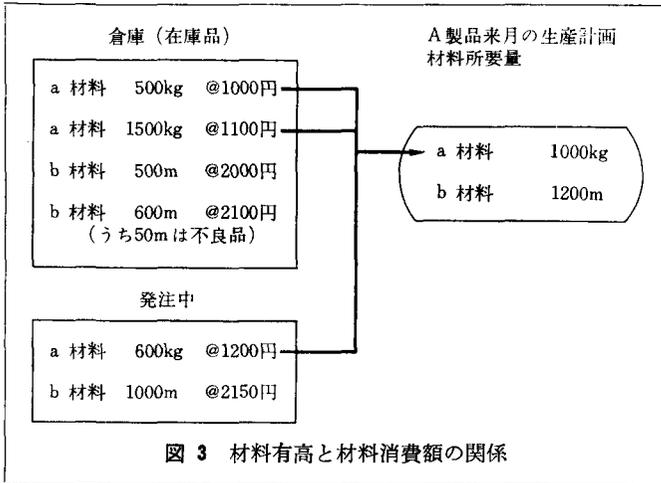 倉庫（在庫品）
a 材料 500kg @1000円
a 材料 1500kg @1100円
b 材料 500m @2000円
b 材料 600m @2100円
（うち50mは不良品）
発注中
a 材料 600kg @1200円
b 材料 1000m @2150円
A製品来月の生産計画
材料所要量
a 材料 1000kg
b 材料 1200m
図 3 材料有高と材料消費額の関係